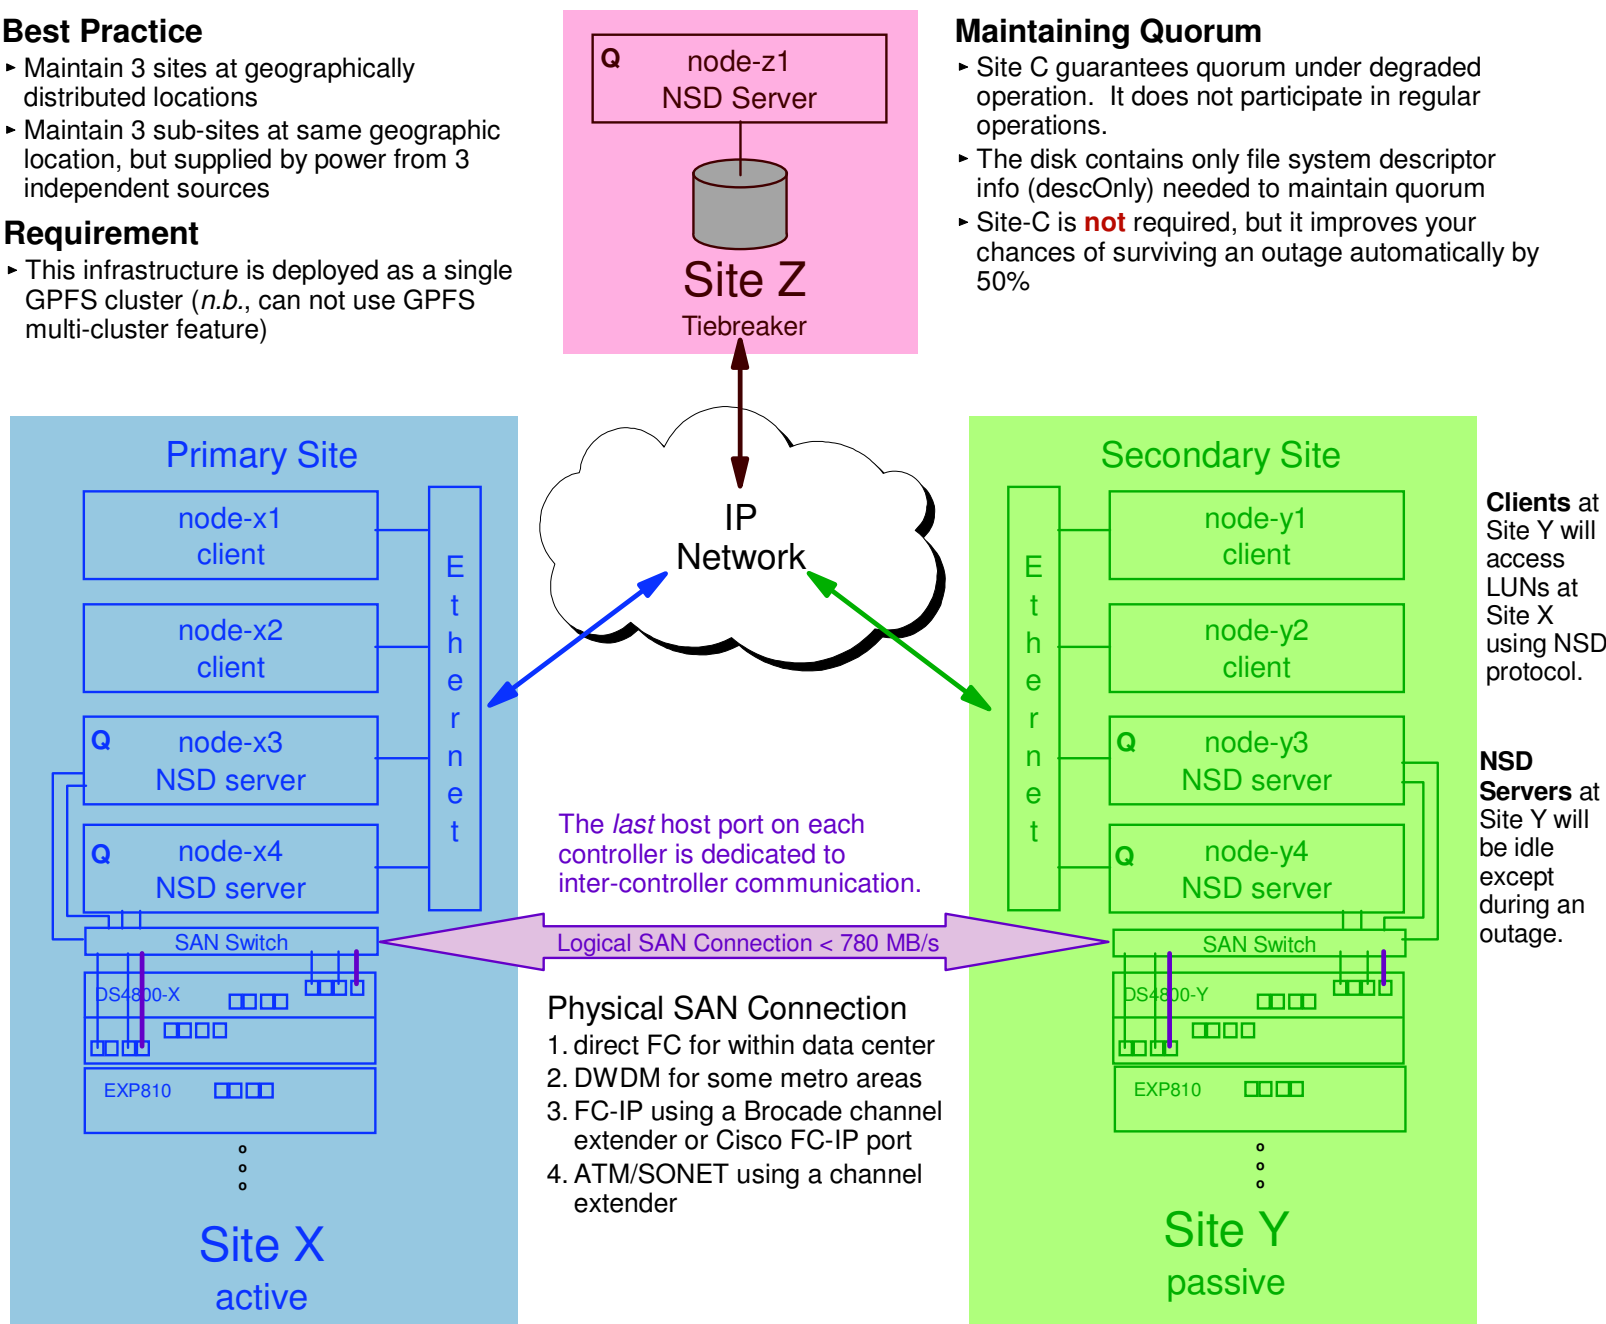 Best Practice
► Maintain 3 sites at geographically
distributed locations
► Maintain 3 sub-sites at same geographic
location, but supplied by power from 3
independent sources
Requirement
► This infrastructure is deployed as a single
GPFS cluster (n.b., can not use GPFS
multi-cluster feature)
Q
node-z1
NSD Server
Site Z
Tiebreaker
Maintaining Quorum
► Site C guarantees quorum under degraded
operation. It does not participate in regular
operations.
► The disk contains only file system descriptor
info (descOnly) needed to maintain quorum
► Site-C is not required, but it improves your
chances of surviving an outage automatically by
50%
IP
Network
Primary Site
node-x1
client
node-x2
client
Q
node-x3
NSD server
Q
node-x4
NSD server
Ethernet
SAN Switch
DS4800-X
EXP810
Site X
active
The last host port on each
controller is dedicated to
inter-controller communication.
Logical SAN Connection < 780 MB/s
Physical SAN Connection
1. direct FC for within data center
2. DWDM for some metro areas
3. FC-IP using a Brocade channel
extender or Cisco FC-IP port
4. ATM/SONET using a channel
extender
Secondary Site
Ethernet
node-y1
client
node-y2
client
Q
node-y3
NSD server
Q
node-y4
NSD server
SAN Switch
DS4800-Y
EXP810
Site Y
passive
Clients at
Site Y will
access
LUNs at
Site X
using NSD
protocol.
NSD
Servers at
Site Y will
be idle
except
during an
outage.